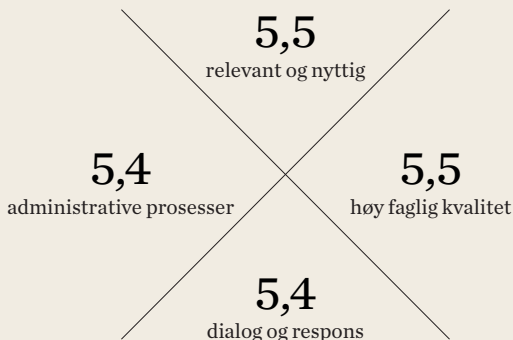 5,5
relevant og nyttig
5,4
administrative prosesser
5,5
høy faglig kvalitet
5,4
dialog og respons